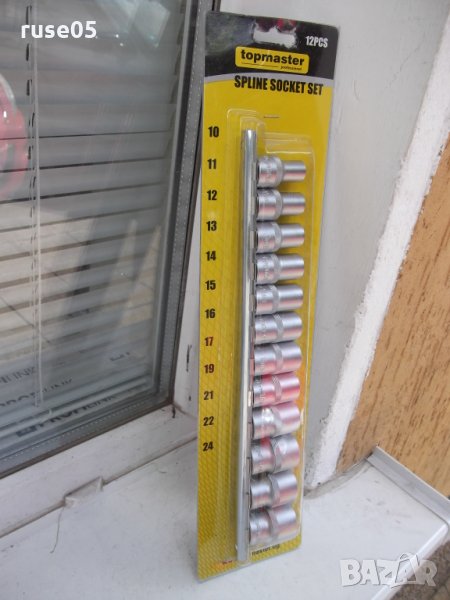 ruse05
12PCS
topmaster
professional
SPLINE SOCKET SET
10
11
12
13
14
15
16
17
19
21
22
24
BAZAR